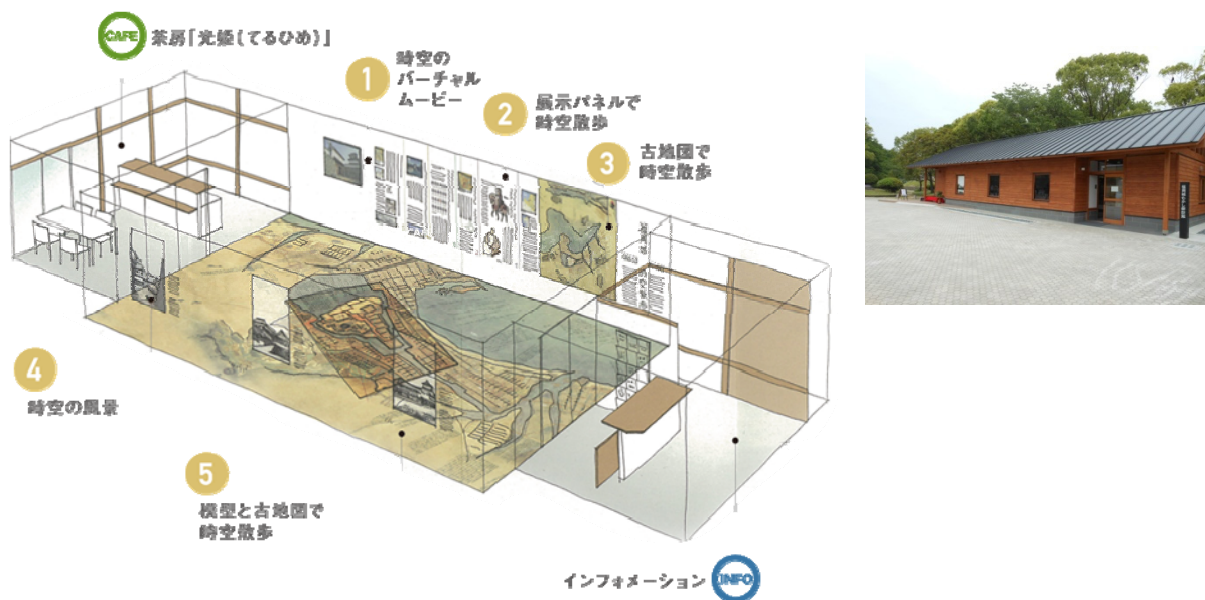 CAFE 茶房「光姫(てるひめ)」
1
時空の
バーチャル
ムービー
2
展示パネルで
時空散歩
3
古地図で
時空散歩
4
時空の風景
5
模型と古地図で
時空散歩
インフォメーション INFO